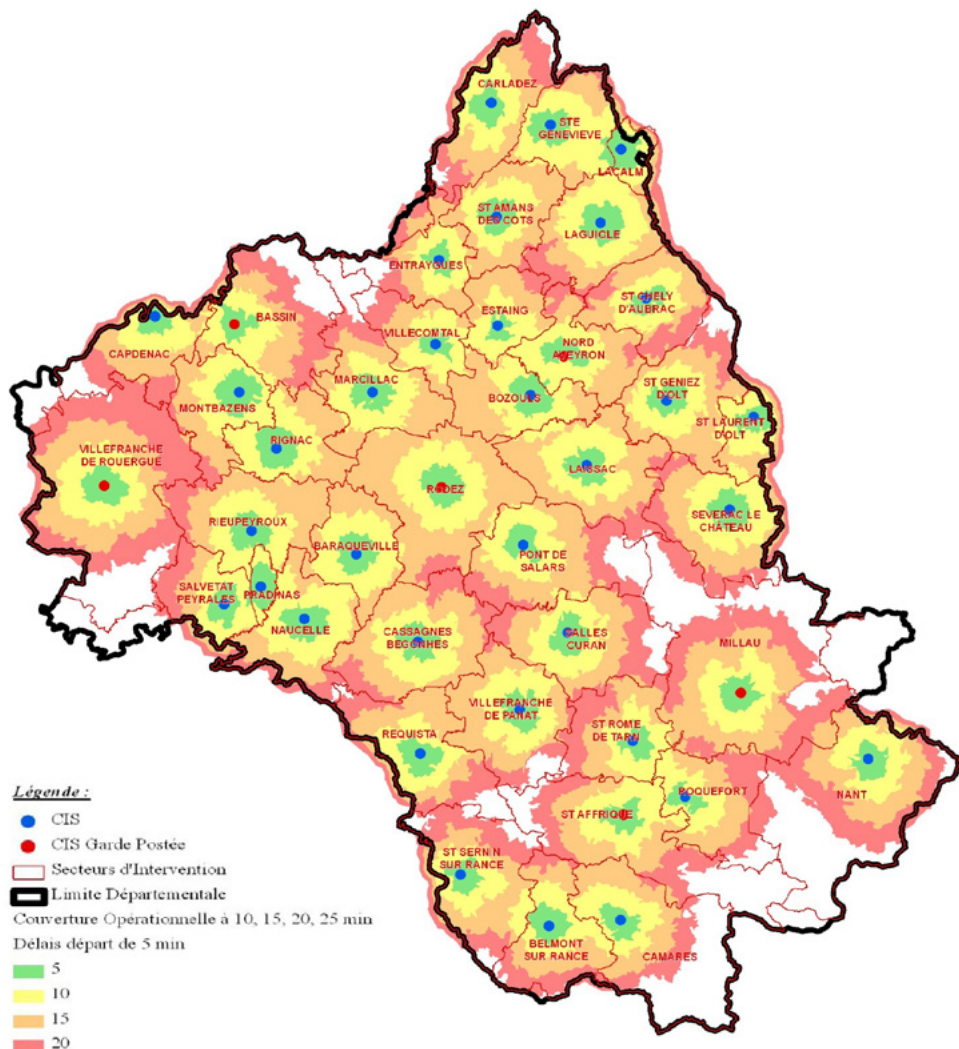 CARLADEZ
STE
GENEVIEVE
LACALM
ST AMANS
DES COTS
LAGUIOLE
ENTRAYGUES
ST CHELY
D'AUBRAC
BASSIN
ESTAING
VILLECOMTAL
NORD
AVEYRON
CAPDENAC
MARCILLAC
BOZOULS
ST GENIEZ
D'OLT
MONTBAZENS
ST LAURENT
D'OLT
RIGNAC
VILLEFRANCHE
DE ROUERGUE
LAISSAC
RODEZ
SEVERAC LE
CHÂTEAU
RIEUPEYROUX
BARAQUEVILLE
PONT DE
SALARS
SALVETAT
PEYRALES
PRADINAS
NAUCELLE
CASSAGNES
BEGONHES
SALLES
CURAN
MILLAU
VILLEFRANCHE
DE PANAT
REQUISTA
ST ROME
DE TARN
NANT
ROQUEFORT
ST AFFRIQUE
ST SERNIN
SUR RANCE
BELMONT
SUR RANCE
CAMARES
Légende :
CIS
CIS Garde Postée
Secteurs d'Intervention
Limite Départementale
Couverture Opérationnelle à 10, 15, 20, 25 min
Délais départ de 5 min
5
10
15
20